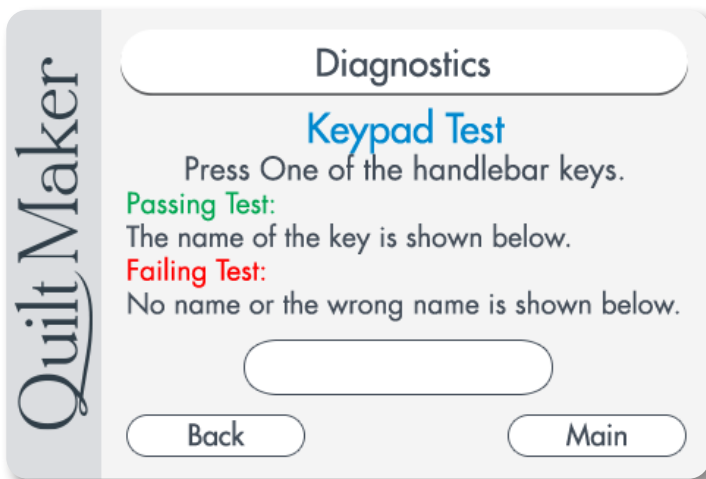 Quilt Maker
Diagnostics
Keypad Test
Press One of the handlebar keys.
Passing Test:
The name of the key is shown below.
Failing Test:
No name or the wrong name is shown below.
Back
Main